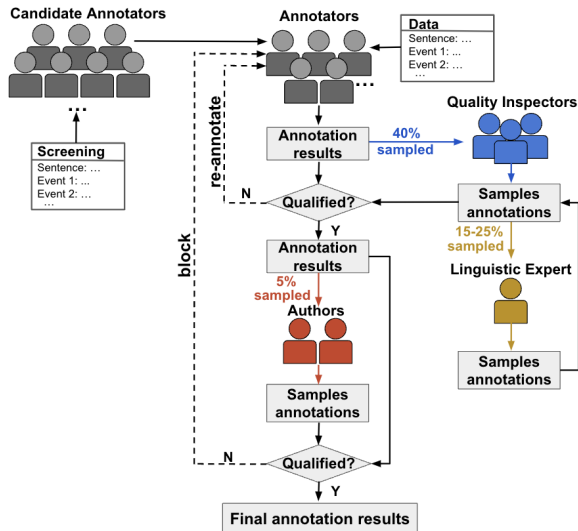 Candidate Annotators
...
Screening
Sentence: ...
Event 1: ...
Event 2: ...
...
Annotators
...
Data
Sentence: ...
Event 1: ...
Event 2: ...
...
re-annotate
block
Annotation
results
40%
sampled
Quality Inspectors
Samples
annotations
15-25%
sampled
Linguistic Expert
Samples
annotations
N
Qualified?
Y
Annotation
results
5%
sampled
Authors
Samples
annotations
N
Qualified?
Y
Final annotation results